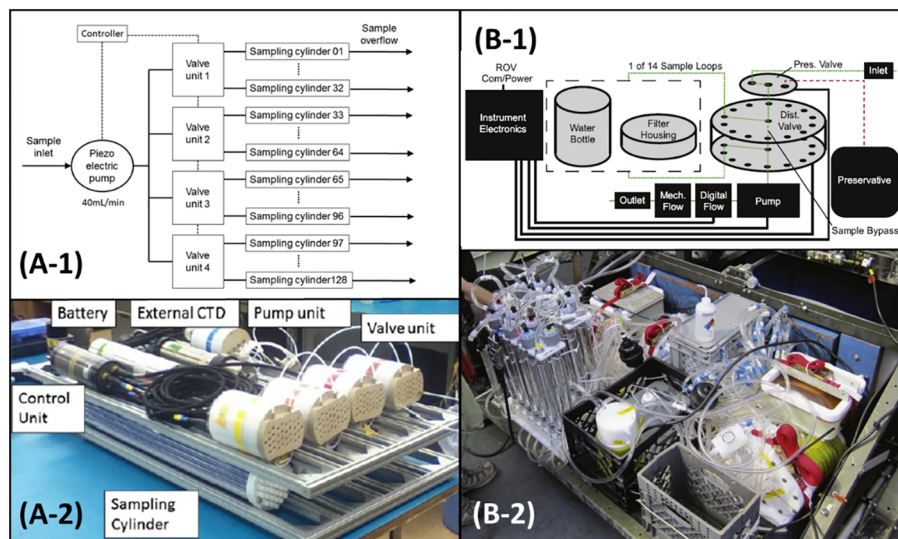 Controller
Sample
overflow
Valve
unit 1
Sampling cylinder 01
Sampling cylinder 32
Valve
unit 2
Sampling cylinder 33
Sampling cylinder 64
Sample
inlet
Piezo
electric
pump
40mL/min
Valve
unit 3
Sampling cylinder 65
Sampling cylinder 96
Valve
unit 4
Sampling cylinder 97
Sampling cylinder128
(A-1)
(B-1)
ROV
Com/Power
1 of 14 Sample Loops
Pres. Valve
Inlet
Instrument
Electronics
Water
Bottle
Filter
Housing
Dist.
Valve
Preservative
Outlet
Mech.
Flow
Digital
Flow
Pump
Sample Bypass
Battery
External CTD
Pump unit
Valve unit
Control
Unit
Sampling
Cylinder
(A-2)
(B-2)